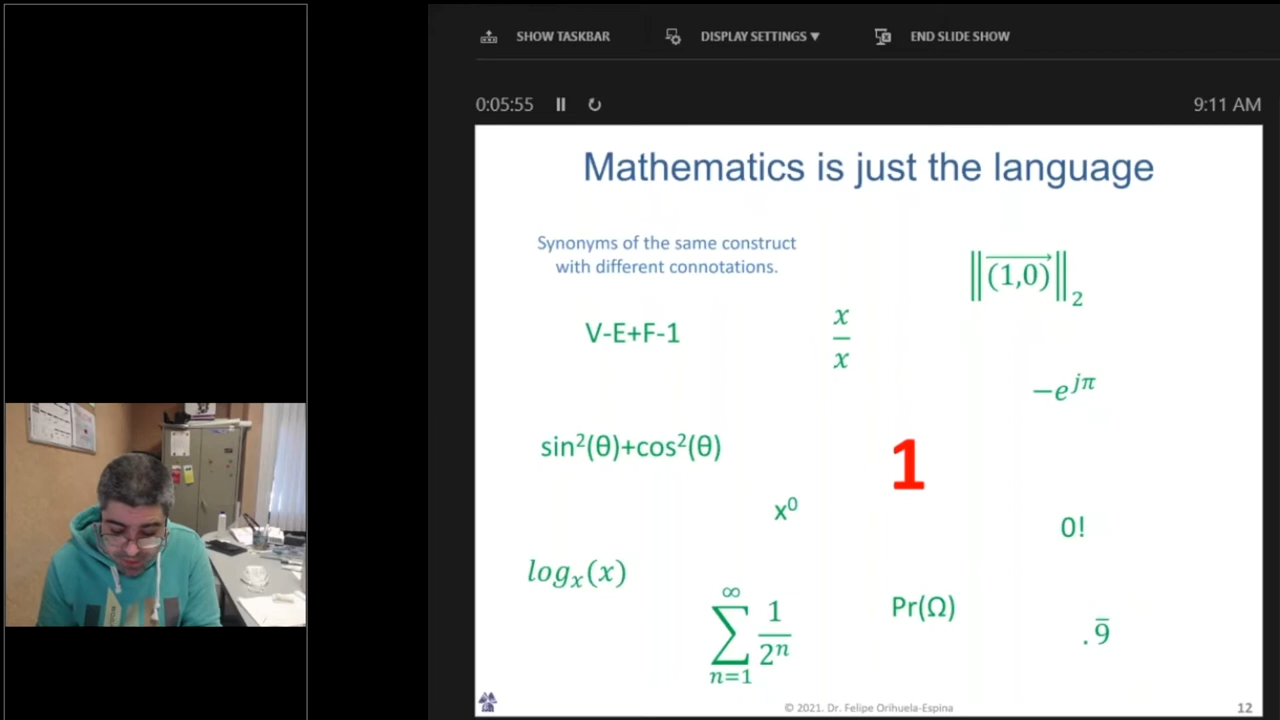 SHOW TASKBAR DISPLAY SETTINGS ▼ END SLIDE SHOW
0:05:55 9:11 AM
Mathematics is just the language
Synonyms of the same construct
with different connotations.
‖(1,0)‖₂
V-E+F-1
x/x
−e^{jπ}
sin²(θ)+cos²(θ)
1
x⁰
0!
logₓ(x)
∑_{n=1}^{∞} 1/2ⁿ
Pr(Ω)
. 9̅
© 2021. Dr. Felipe Orihuela-Espina
12